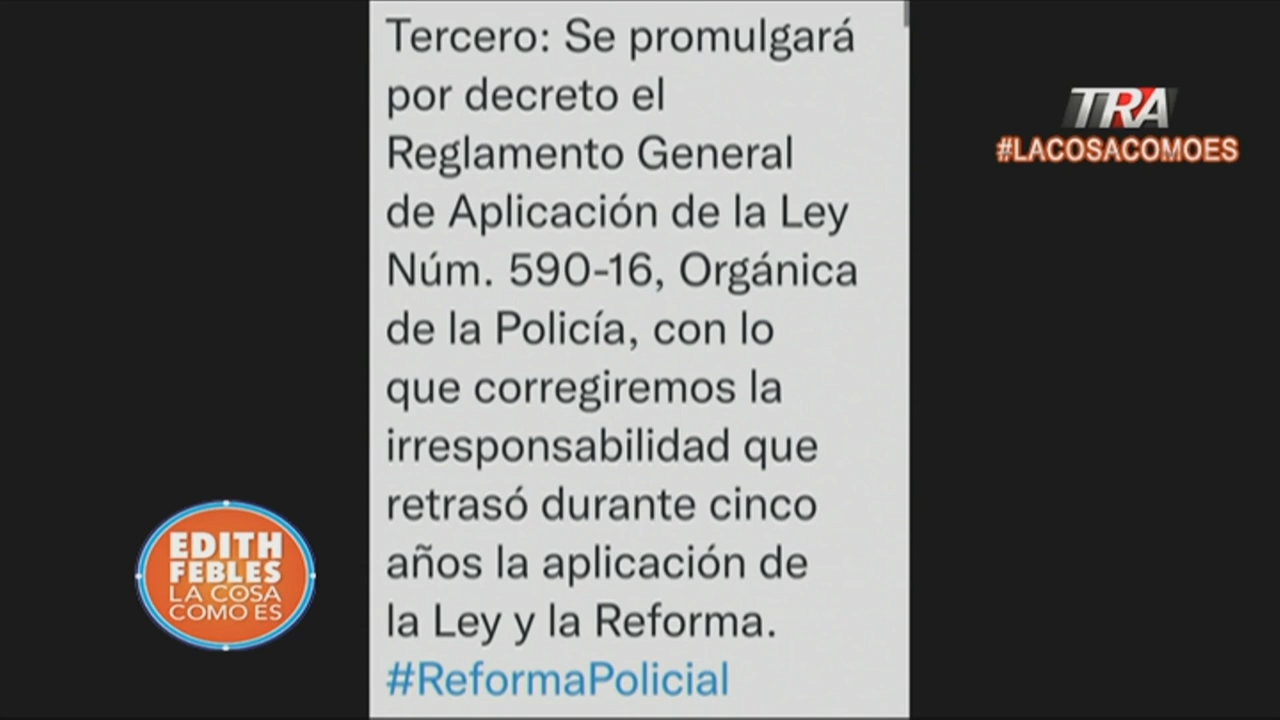 Tercero: Se promulgará
por decreto el
Reglamento General
de Aplicación de la Ley
Núm. 590-16, Orgánica
de la Policía, con lo
que corregiremos la
irresponsabilidad que
retrasó durante cinco
años la aplicación de
la Ley y la Reforma.
#ReformaPolicial
TRA
#LACOSACOMOES
EDITH
FEBLES
LA COSA
COMO ES